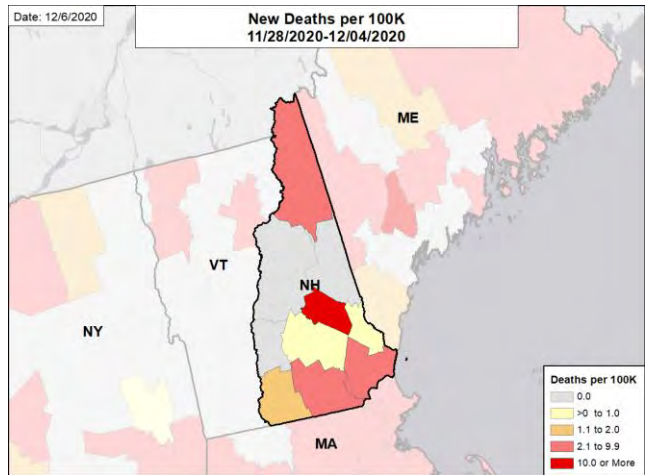 Date: 12/6/2020
New Deaths per 100K
11/28/2020-12/04/2020
ME
VT
NH
NY
MA
Deaths per 100K
0.0
>0 to 1.0
1.1 to 2.0
2.1 to 9.9
10.0 or More